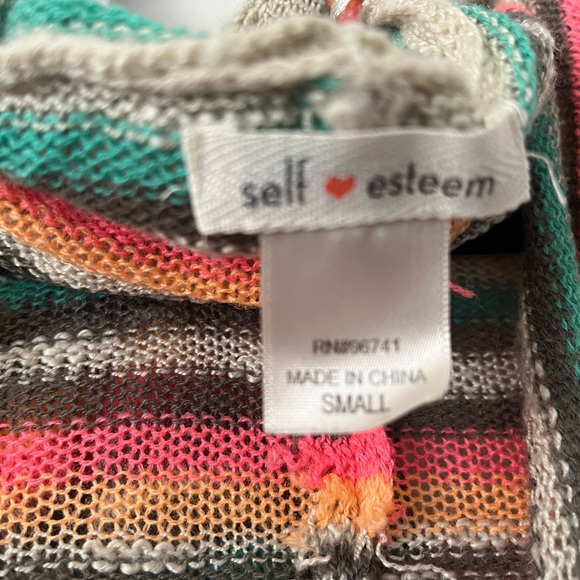 self ❤ esteem
RN#96741
MADE IN CHINA
SMALL